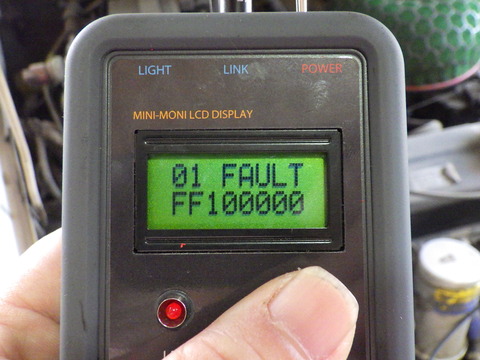 LIGHT LINK POWER
MINI-MONI LCD DISPLAY
01 FAULT
FF100000